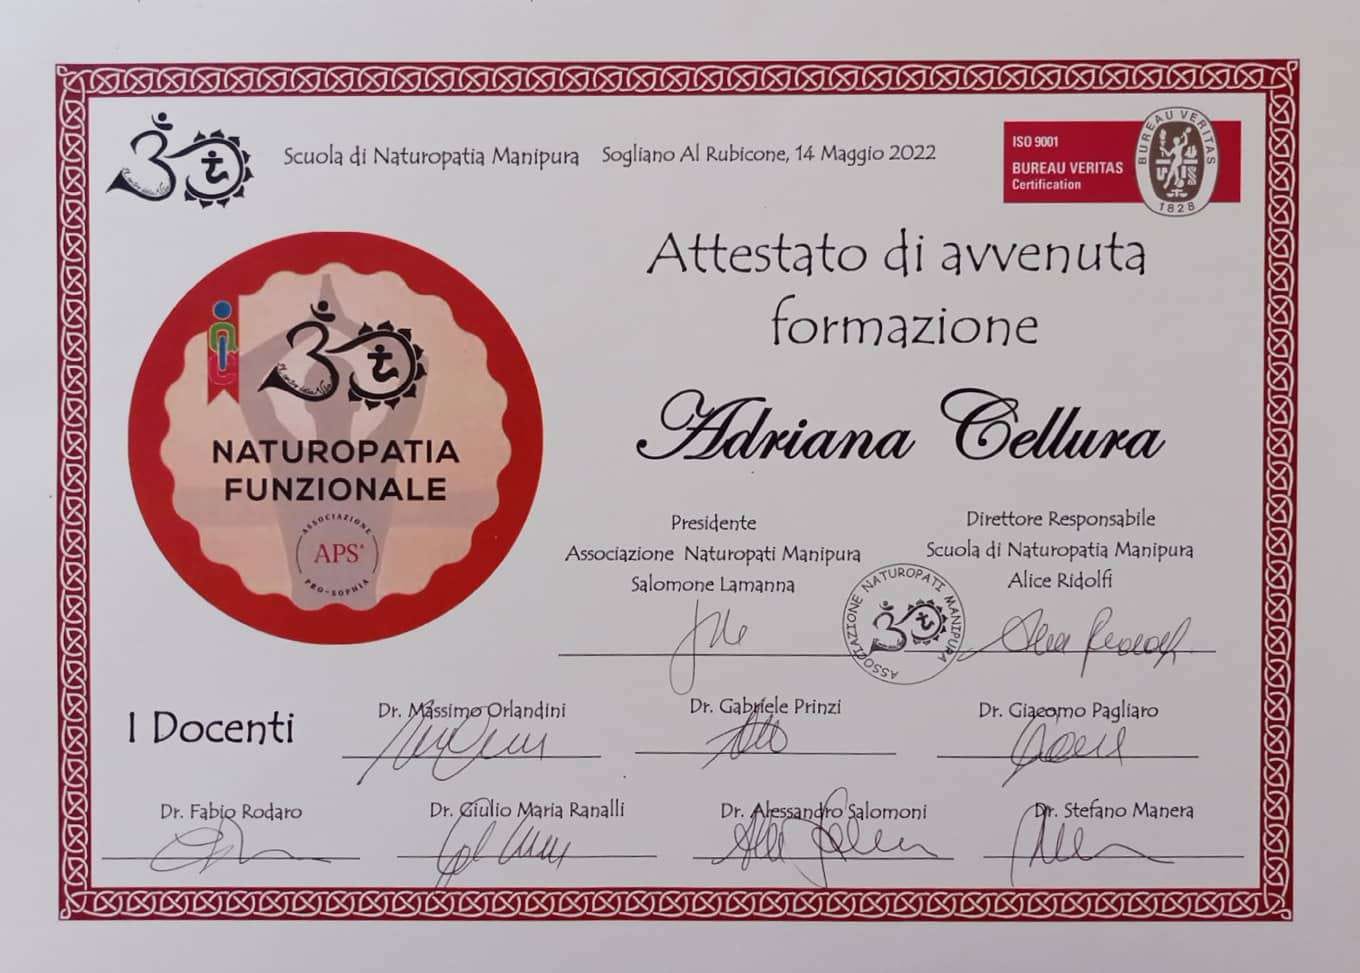 Scuola di Naturopatia Manipura Sogliano Al Rubicone, 14 Maggio 2022
ISO 9001
BUREAU VERITAS
Certification
BUREAU VERITAS
1828
Attestato di avvenuta
formazione
NATUROPATIA
FUNZIONALE
ASSOCIAZIONE
APS
PRO-SOPHIA
Adriana Cellura
Presidente
Associazione Naturopati Manipura
Salomone Lamanna
Direttore Responsabile
Scuola di Naturopatia Manipura
Alice Ridolfi
ASSOCIAZIONE NATUROPATI MANIPURA
ASSOC
I Docenti
Dr. Massimo Orlandini
Dr. Gabriele Prinzi
Dr. Giacomo Pagliaro
Dr. Fabio Rodaro
Dr. Giulio Maria Ranalli
Dr. Alessandro Salomoni
Dr. Stefano Manera